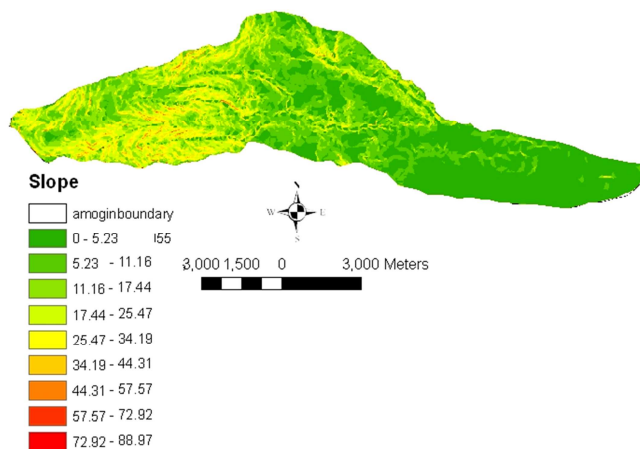 Slope
amoginboundary
0 - 5.23 I55
5.23 - 11.16
11.16 - 17.44
17.44 - 25.47
25.47 - 34.19
34.19 - 44.31
44.31 - 57.57
57.57 - 72.92
72.92 - 88.97
N
W E
S
3,000 1,500 0 3,000 Meters